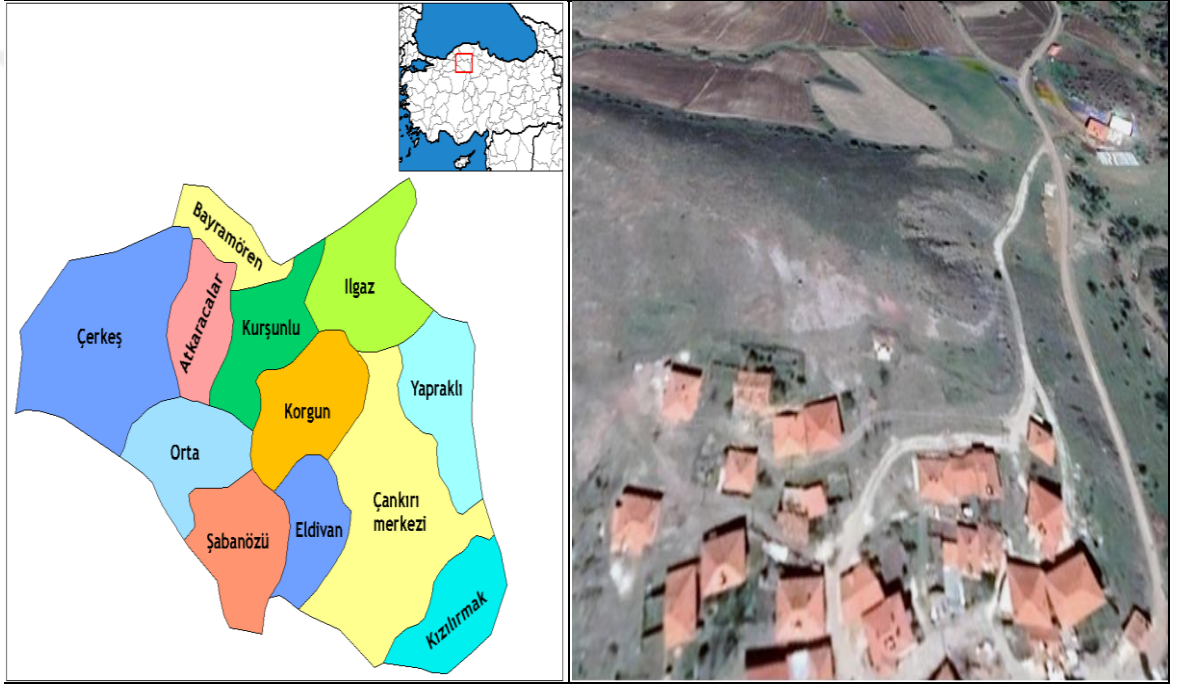 Bayramören
Ilgaz
Çerkeş
Atkaracalar
Kurşunlu
Yapraklı
Korgun
Orta
Çankırı
merkezi
Eldivan
Şabanözü
Kızılırmak